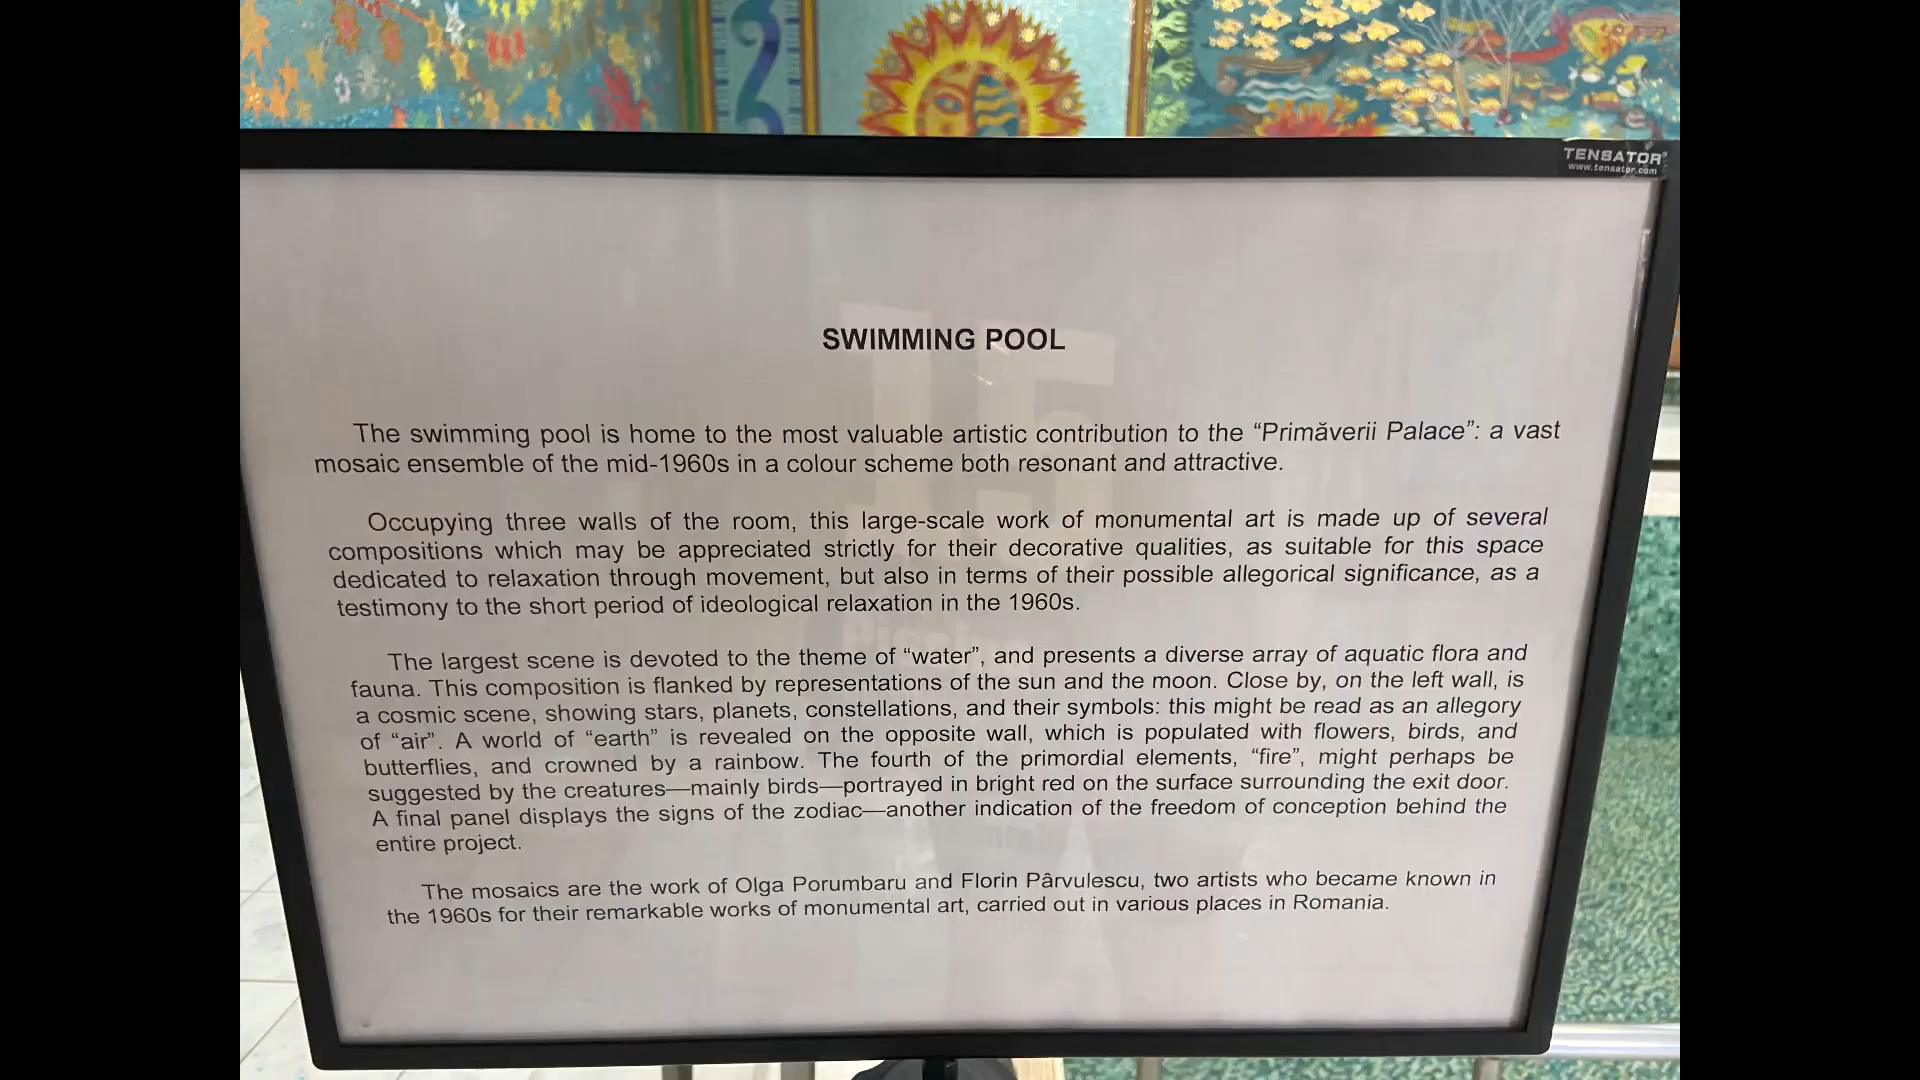 TENSATOR
www.tensator.com
SWIMMING POOL
The swimming pool is home to the most valuable artistic contribution to the “Primăverii Palace”: a vast
mosaic ensemble of the mid-1960s in a colour scheme both resonant and attractive.
Occupying three walls of the room, this large-scale work of monumental art is made up of several
compositions which may be appreciated strictly for their decorative qualities, as suitable for this space
dedicated to relaxation through movement, but also in terms of their possible allegorical significance, as a
testimony to the short period of ideological relaxation in the 1960s.
The largest scene is devoted to the theme of “water”, and presents a diverse array of aquatic flora and
fauna. This composition is flanked by representations of the sun and the moon. Close by, on the left wall, is
a cosmic scene, showing stars, planets, constellations, and their symbols: this might be read as an allegory
of “air”. A world of “earth” is revealed on the opposite wall, which is populated with flowers, birds, and
butterflies, and crowned by a rainbow. The fourth of the primordial elements, “fire”, might perhaps be
suggested by the creatures—mainly birds—portrayed in bright red on the surface surrounding the exit door.
A final panel displays the signs of the zodiac—another indication of the freedom of conception behind the
entire project.
The mosaics are the work of Olga Porumbaru and Florin Pârvulescu, two artists who became known in
the 1960s for their remarkable works of monumental art, carried out in various places in Romania.